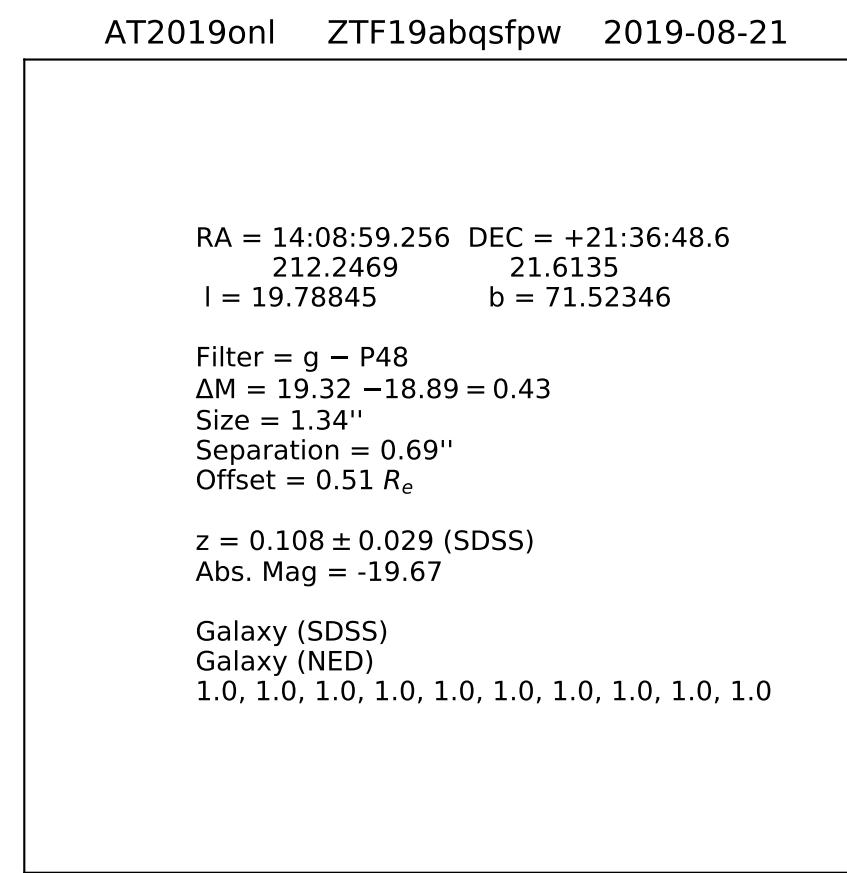 AT2019onl ZTF19abqsfpw 2019-08-21
RA = 14:08:59.256 DEC = +21:36:48.6
212.2469 21.6135
l = 19.78845 b = 71.52346
Filter = g − P48
ΔM = 19.32 −18.89 = 0.43
Size = 1.34''
Separation = 0.69''
Offset = 0.51 Rₑ
z = 0.108 ± 0.029 (SDSS)
Abs. Mag = -19.67
Galaxy (SDSS)
Galaxy (NED)
1.0, 1.0, 1.0, 1.0, 1.0, 1.0, 1.0, 1.0, 1.0, 1.0